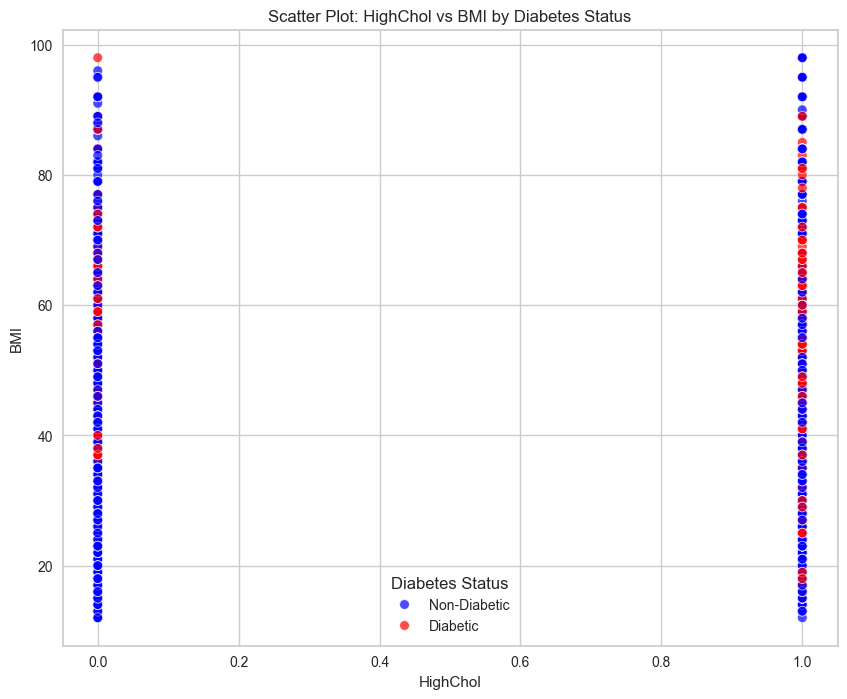 Scatter Plot: HighChol vs BMI by Diabetes Status
100
80
60
40
20
BMI
Diabetes Status
Non-Diabetic
Diabetic
0.0 0.2 0.4 0.6 0.8 1.0
HighChol